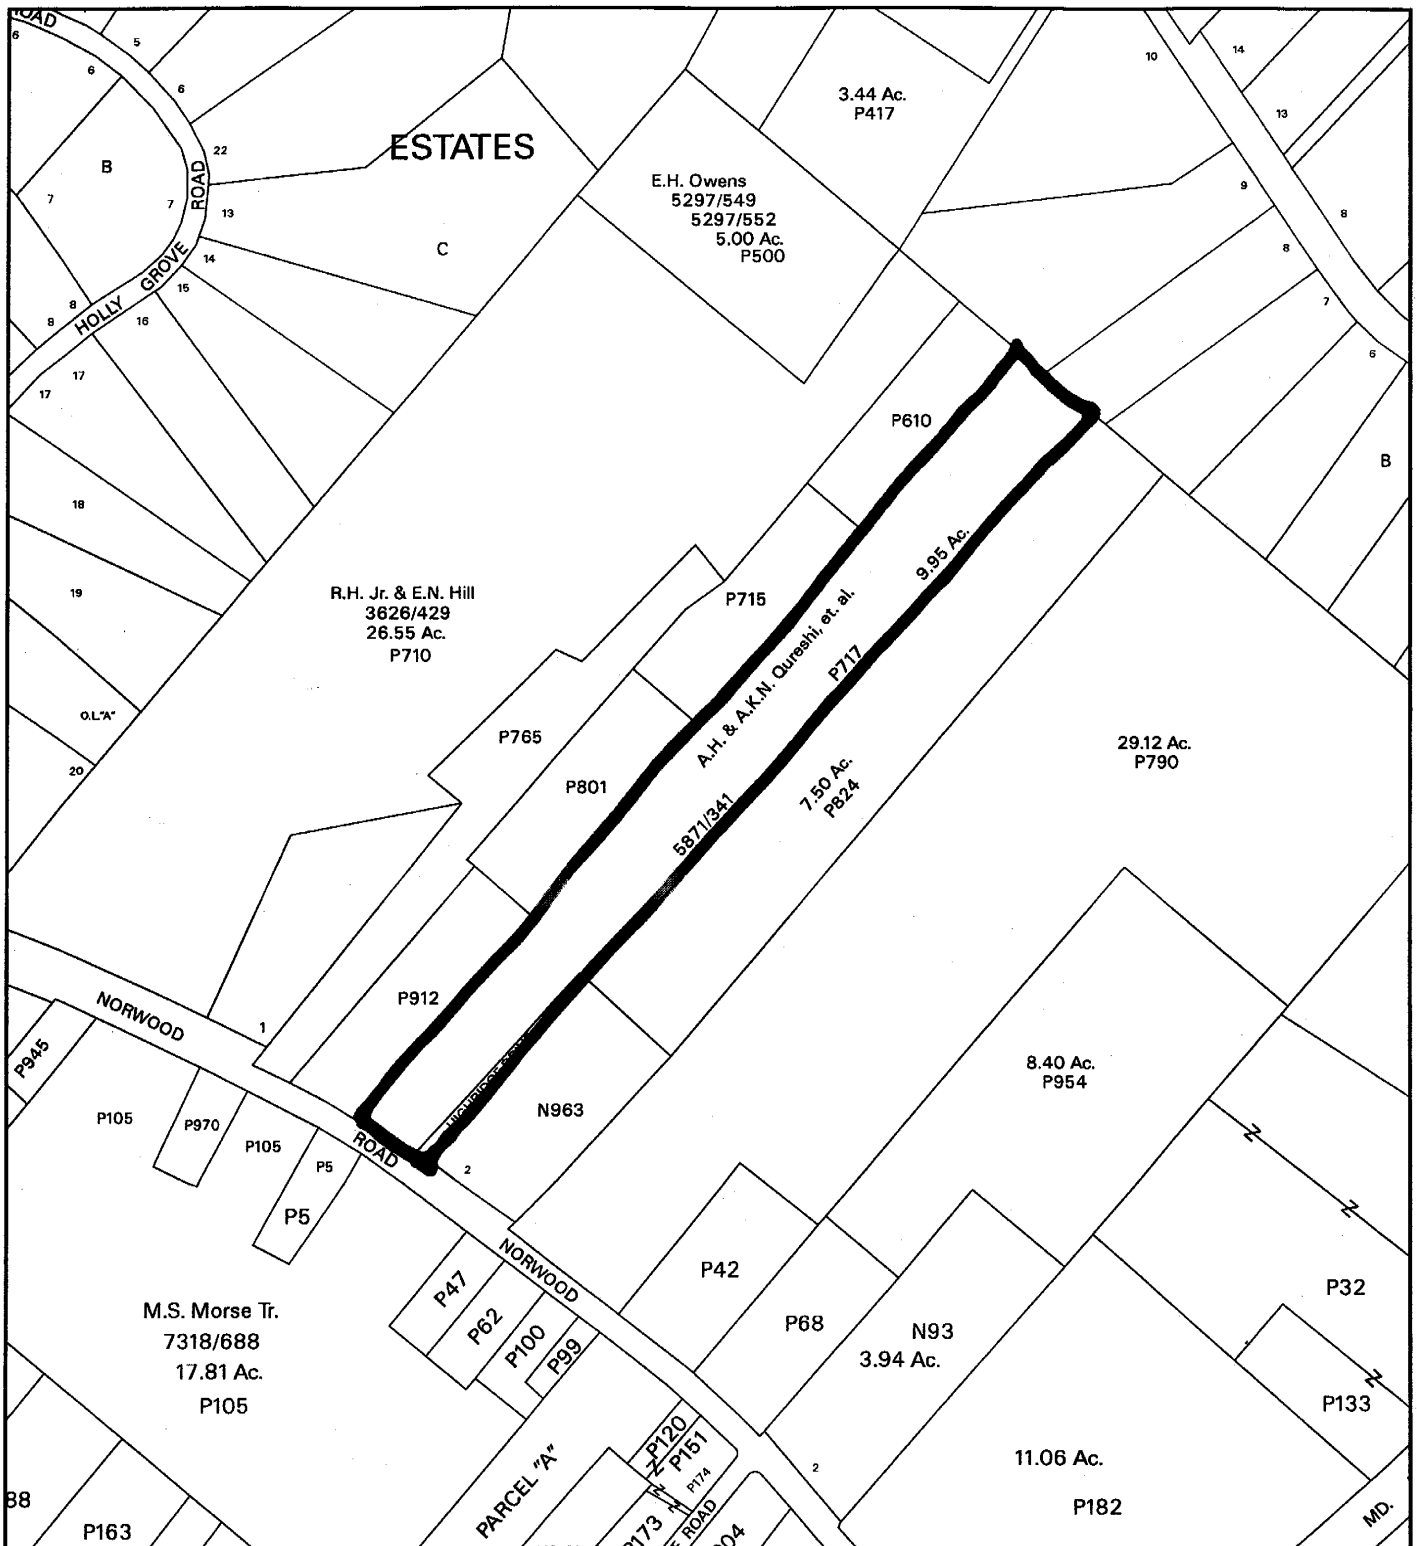 ROAD
6
5
6
6
22
ESTATES
B
7
7
ROAD
13
C
14
15
GROVE
HOLLY
8
9
16
17
17
18
19
O.L."A"
20
3.44 Ac.
P417
10
14
13
E.H. Owens
5297/549
5297/552
5.00 Ac.
P500
9
8
8
7
6
B
P610
R.H. Jr. & E.N. Hill
3626/429
26.55 Ac.
P710
P715
9.95 Ac.
A.H. & A.K.N. Qureshi, et. al.
P717
5871/341
P765
P801
7.50 Ac.
P824
29.12 Ac.
P790
P912
NORWOOD
1
P945
P105
P970
P105
P5
P5
ROAD
2
N963
8.40 Ac.
P954
NORWOOD
P47
P62
P100
P99
P42
P68
N93
3.94 Ac.
P32
P133
M.S. Morse Tr.
7318/688
17.81 Ac.
P105
88
P163
PARCEL "A"
P120
P151
P174
ROAD
2
11.06 Ac.
P182
MD.